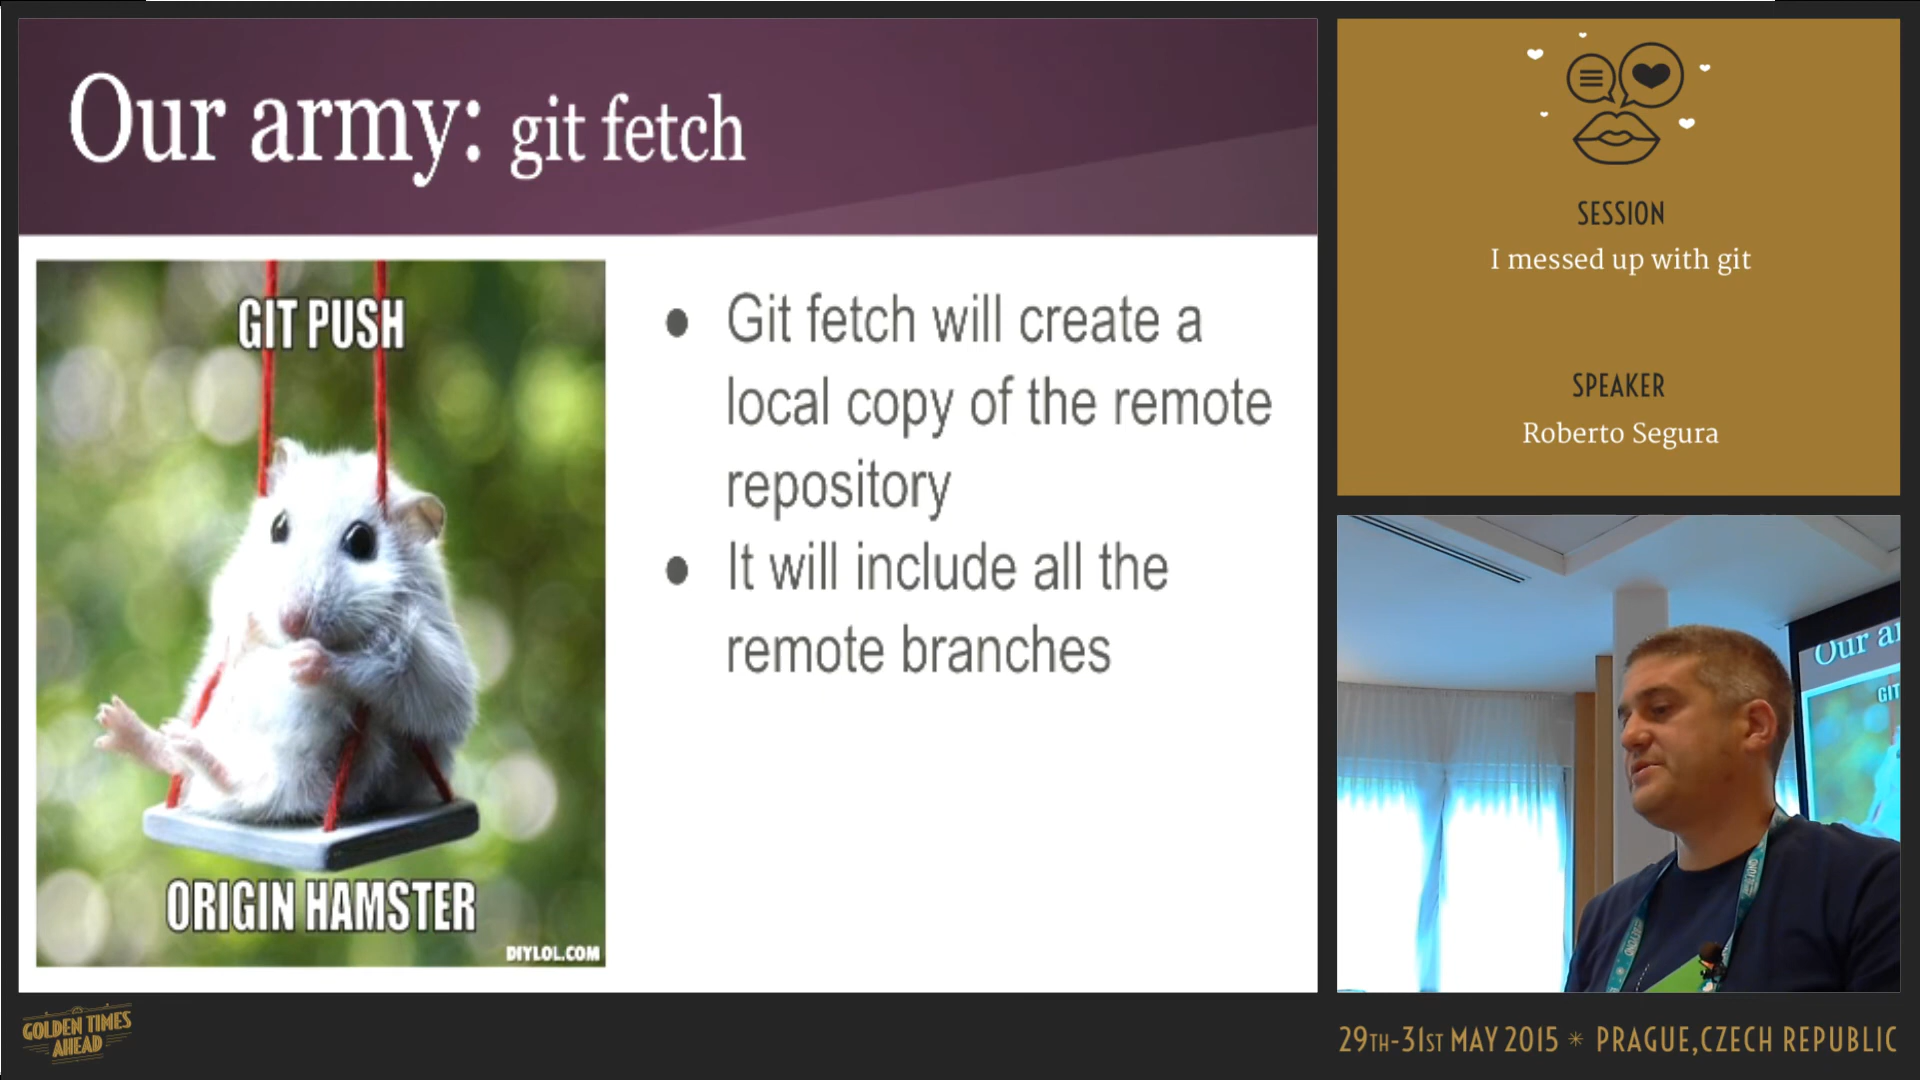 Our army: git fetch
GIT PUSH
ORIGIN HAMSTER
DIYLOL.COM
● Git fetch will create a
local copy of the remote
repository
● It will include all the
remote branches
SESSION
I messed up with git
SPEAKER
Roberto Segura
Our a
GIT
GOLDEN TIMES
AHEAD
29TH-31ST MAY 2015 * PRAGUE,CZECH REPUBLIC